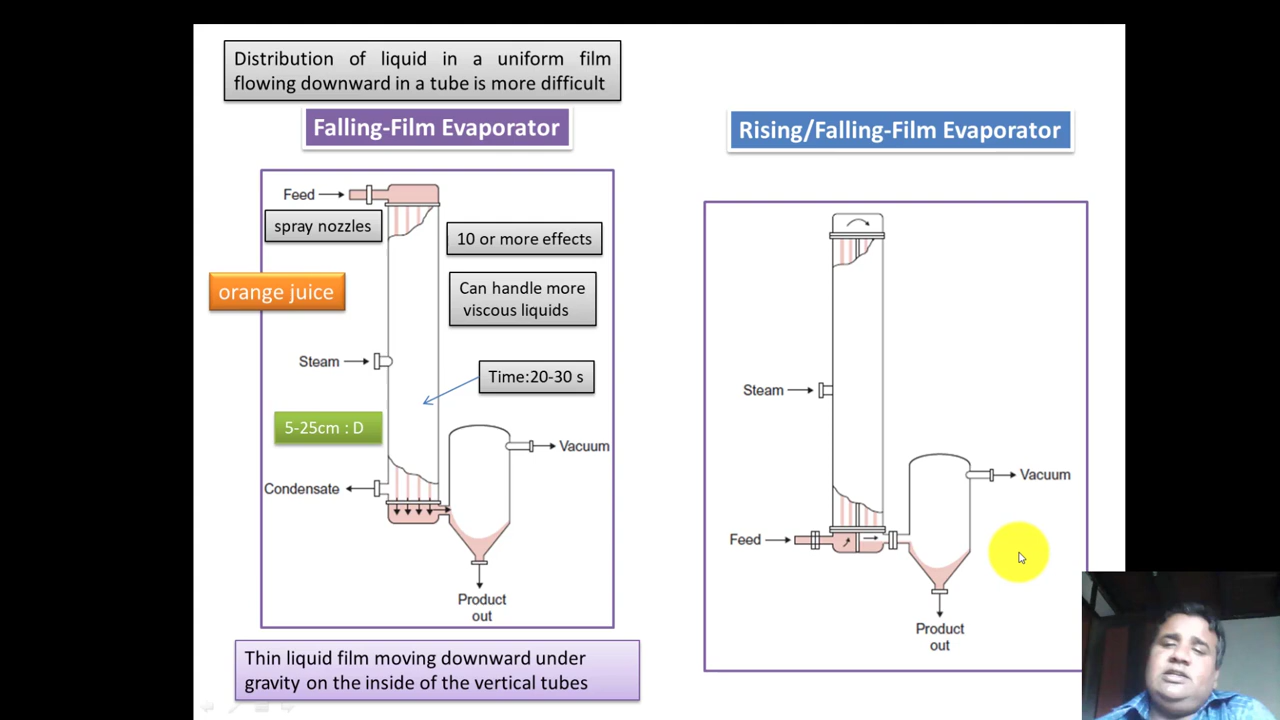 Distribution of liquid in a uniform film
flowing downward in a tube is more difficult
Falling-Film Evaporator
Feed
spray nozzles
10 or more effects
orange juice
Can handle more
viscous liquids
Steam
Time:20-30 s
5-25cm : D
Vacuum
Condensate
Product
out
Thin liquid film moving downward under
gravity on the inside of the vertical tubes
Rising/Falling-Film Evaporator
Steam
Vacuum
Feed
Product
out